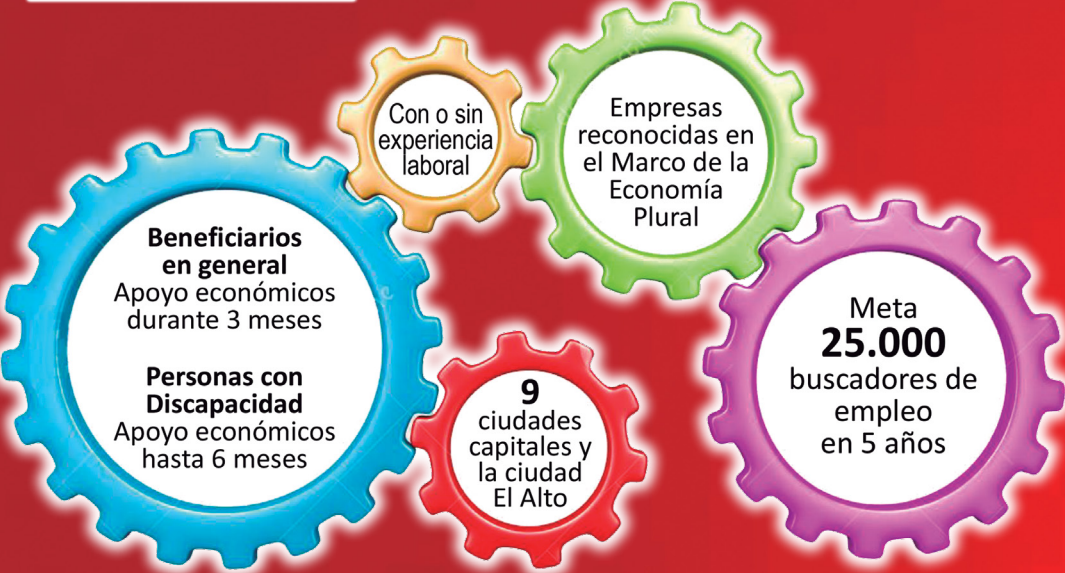 Con o sin
experiencia
laboral
Empresas
reconocidas en
el Marco de la
Economía
Plural
Beneficiarios
en general
Apoyo económicos
durante 3 meses
Personas con
Discapacidad
Apoyo económicos
hasta 6 meses
9
ciudades
capitales y
la ciudad
El Alto
Meta
25.000
buscadores de
empleo
en 5 años